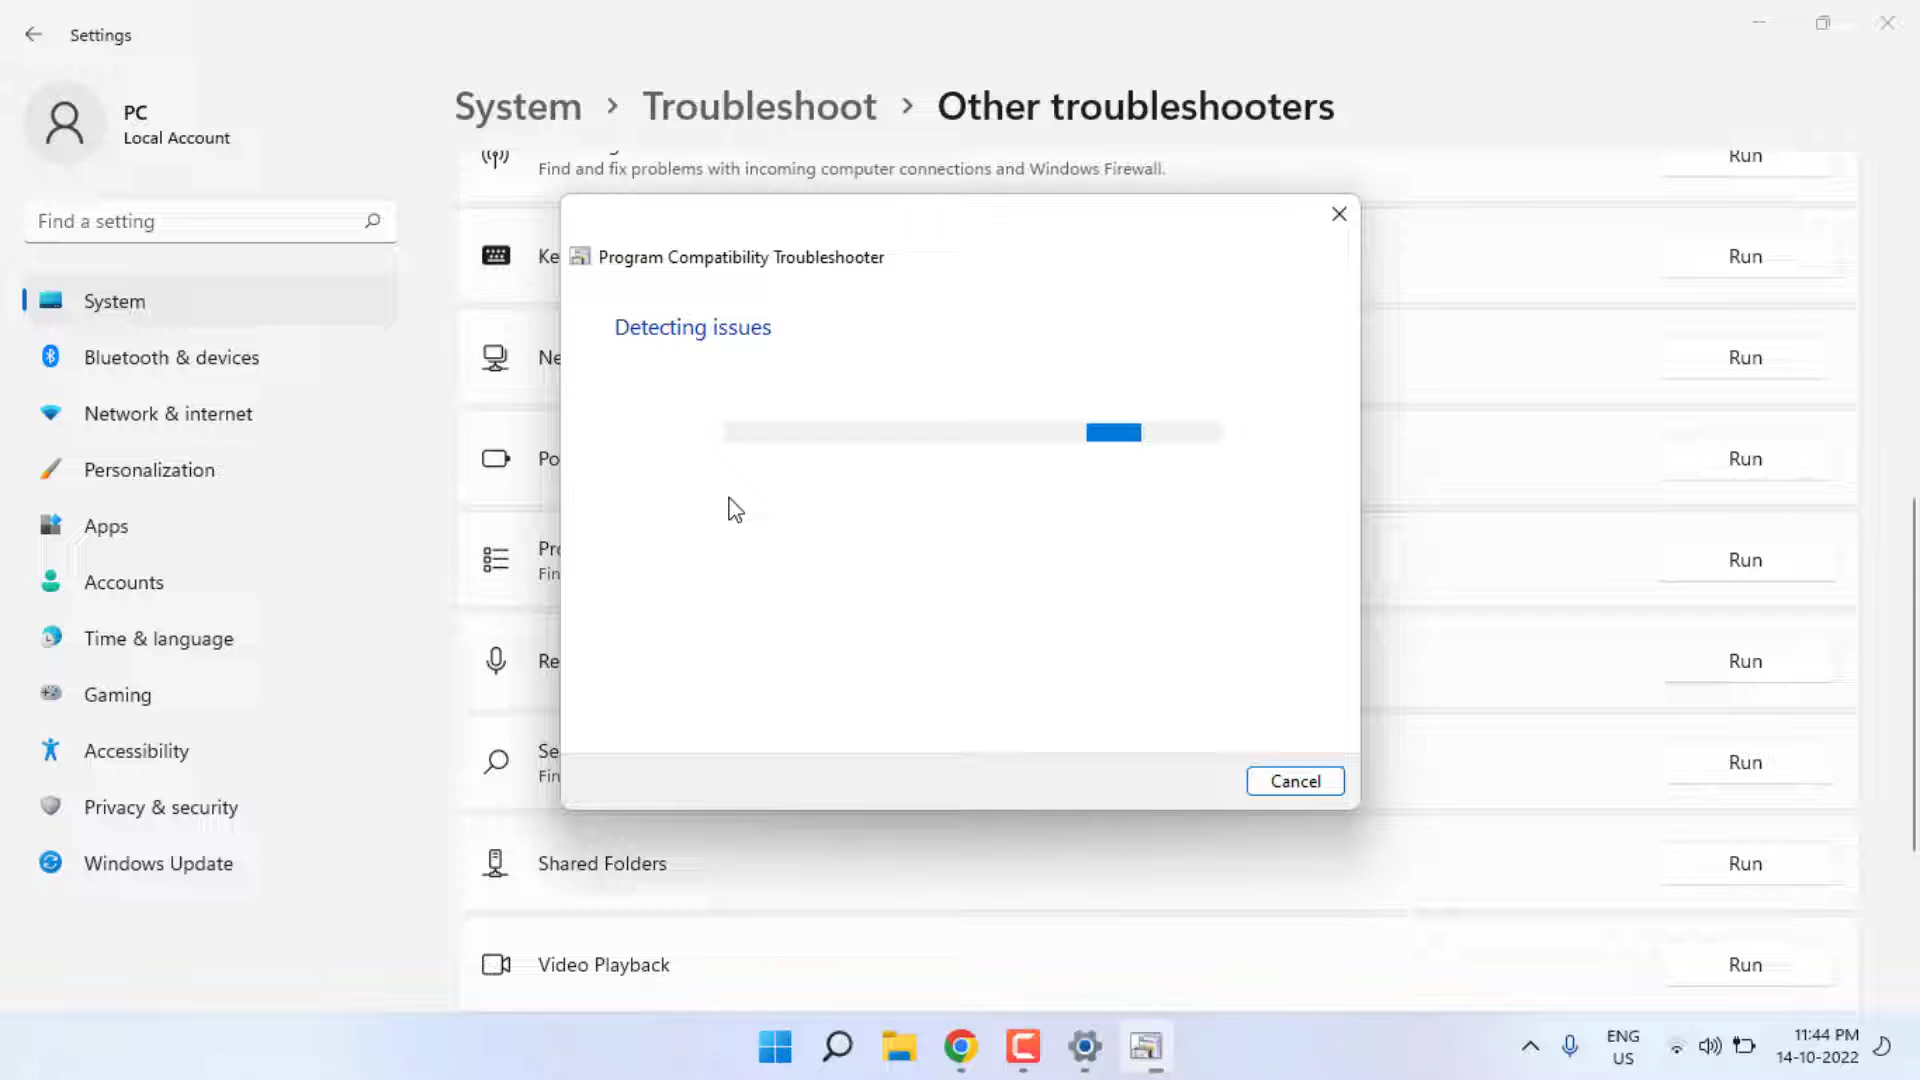 Settings
PC
Local Account
Find a setting
System
Bluetooth & devices
Network & internet
Personalization
Apps
Accounts
Time & language
Gaming
Accessibility
Privacy & security
Windows Update
System > Troubleshoot > Other troubleshooters
Run
Find and fix problems with incoming computer connections and Windows Firewall.
Ke
Run
Ne
Run
Po
Run
Pro
Fin
Run
Re
Run
Se
Fin
Run
Shared Folders
Run
Video Playback
Run
Program Compatibility Troubleshooter
Detecting issues
Cancel
ENG
US
11:44 PM
14-10-2022